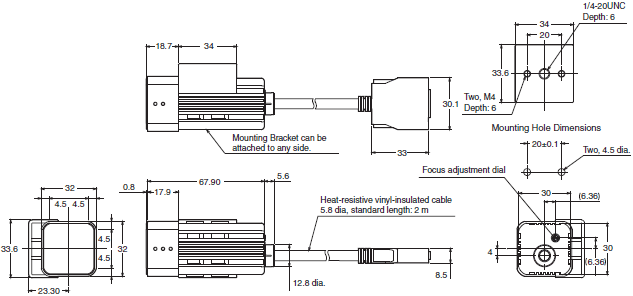 1/4-20UNC
Depth: 6
34
20
18.7
34
33.6
30.1
Two, M4
Depth: 6
Mounting Bracket can be
attached to any side.
33
Mounting Hole Dimensions
20±0.1
Two, 4.5 dia.
Focus adjustment dial
67.90
5.6
32
0.8
17.9
30
(6.36)
4.5
4.5
Heat-resistive vinyl-insulated cable
5.8 dia, standard length: 2 m
33.6
4.5
4.5
32
4
(6.36)
30
8.5
12.8 dia.
23.30